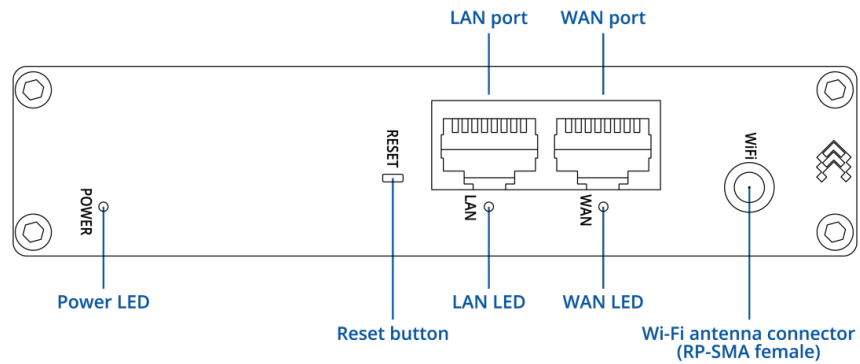 LAN port
WAN port
RESET
WiFi
POWER
LAN
WAN
Power LED
LAN LED
WAN LED
Reset button
Wi-Fi antenna connector
(RP-SMA female)